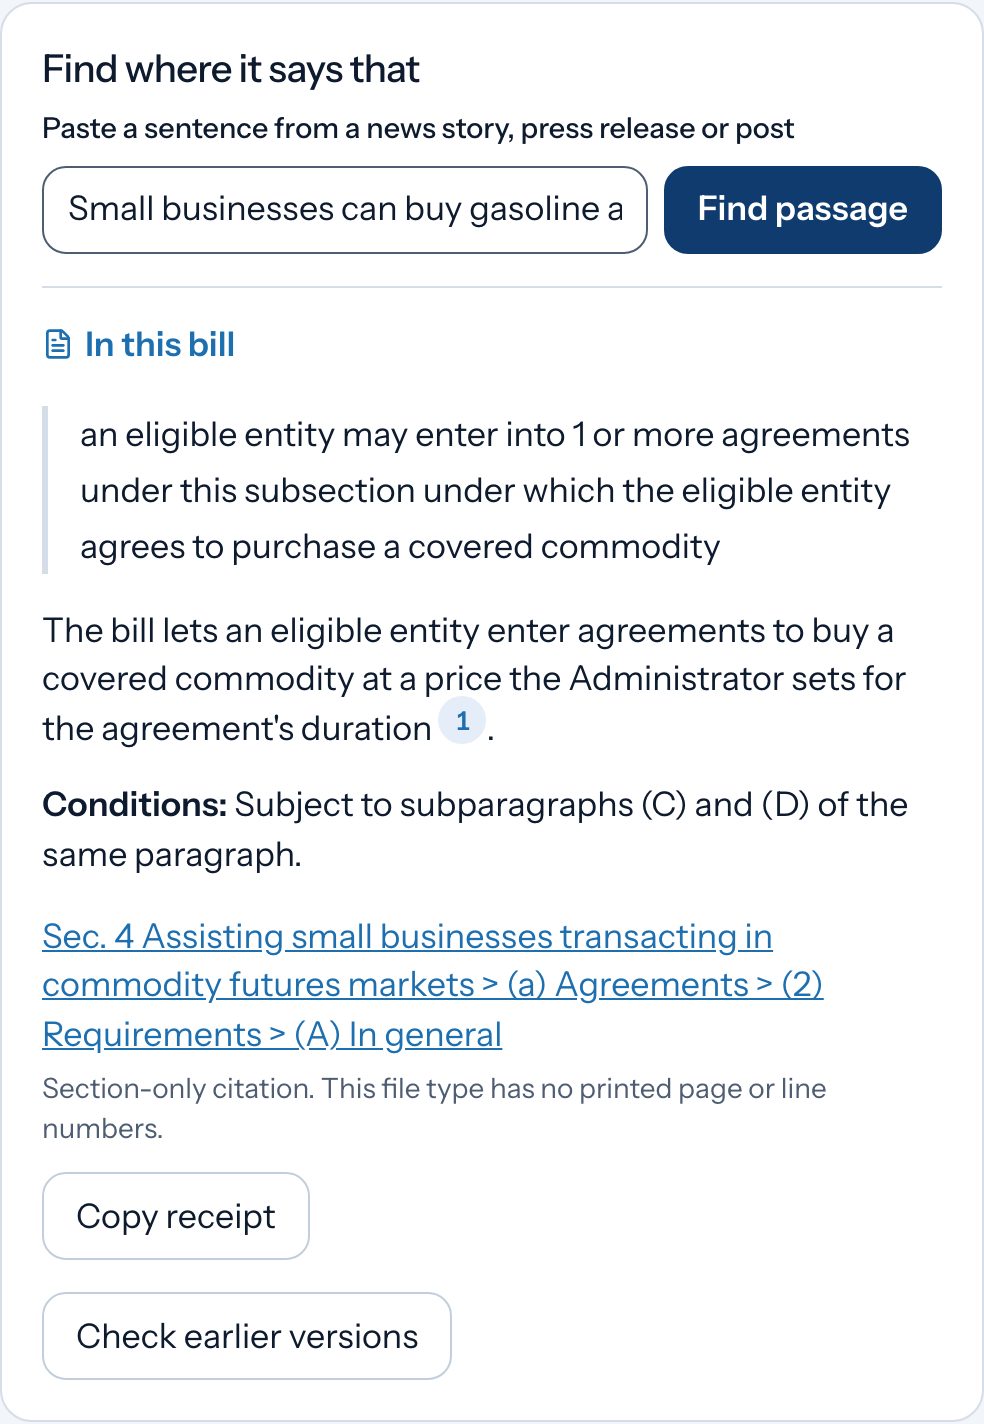 Find where it says that
Paste a sentence from a news story, press release or post
Small businesses can buy gasoline a
Find passage
In this bill
an eligible entity may enter into 1 or more agreements
under this subsection under which the eligible entity
agrees to purchase a covered commodity
The bill lets an eligible entity enter agreements to buy a
covered commodity at a price the Administrator sets for
the agreement's duration 1.
Conditions: Subject to subparagraphs (C) and (D) of the
same paragraph.
Sec. 4 Assisting small businesses transacting in
commodity futures markets > (a) Agreements > (2)
Requirements > (A) In general
Section-only citation. This file type has no printed page or line
numbers.
Copy receipt
Check earlier versions